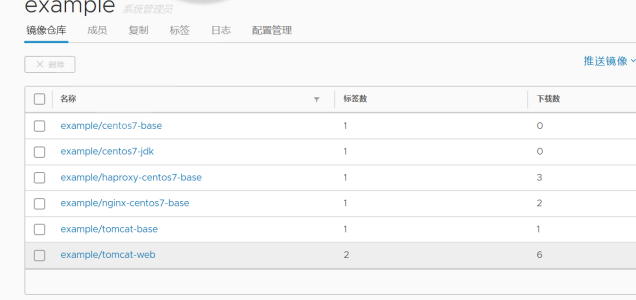 example 系统管理员
镜像仓库 成员 复制 标签 日志 配置管理
× 删除 推送镜像
名称 标签数 下载数
example/centos7-base 1 0
example/centos7-jdk 1 0
example/haproxy-centos7-base 1 3
example/nginx-centos7-base 1 2
example/tomcat-base 1 1
example/tomcat-web 2 6